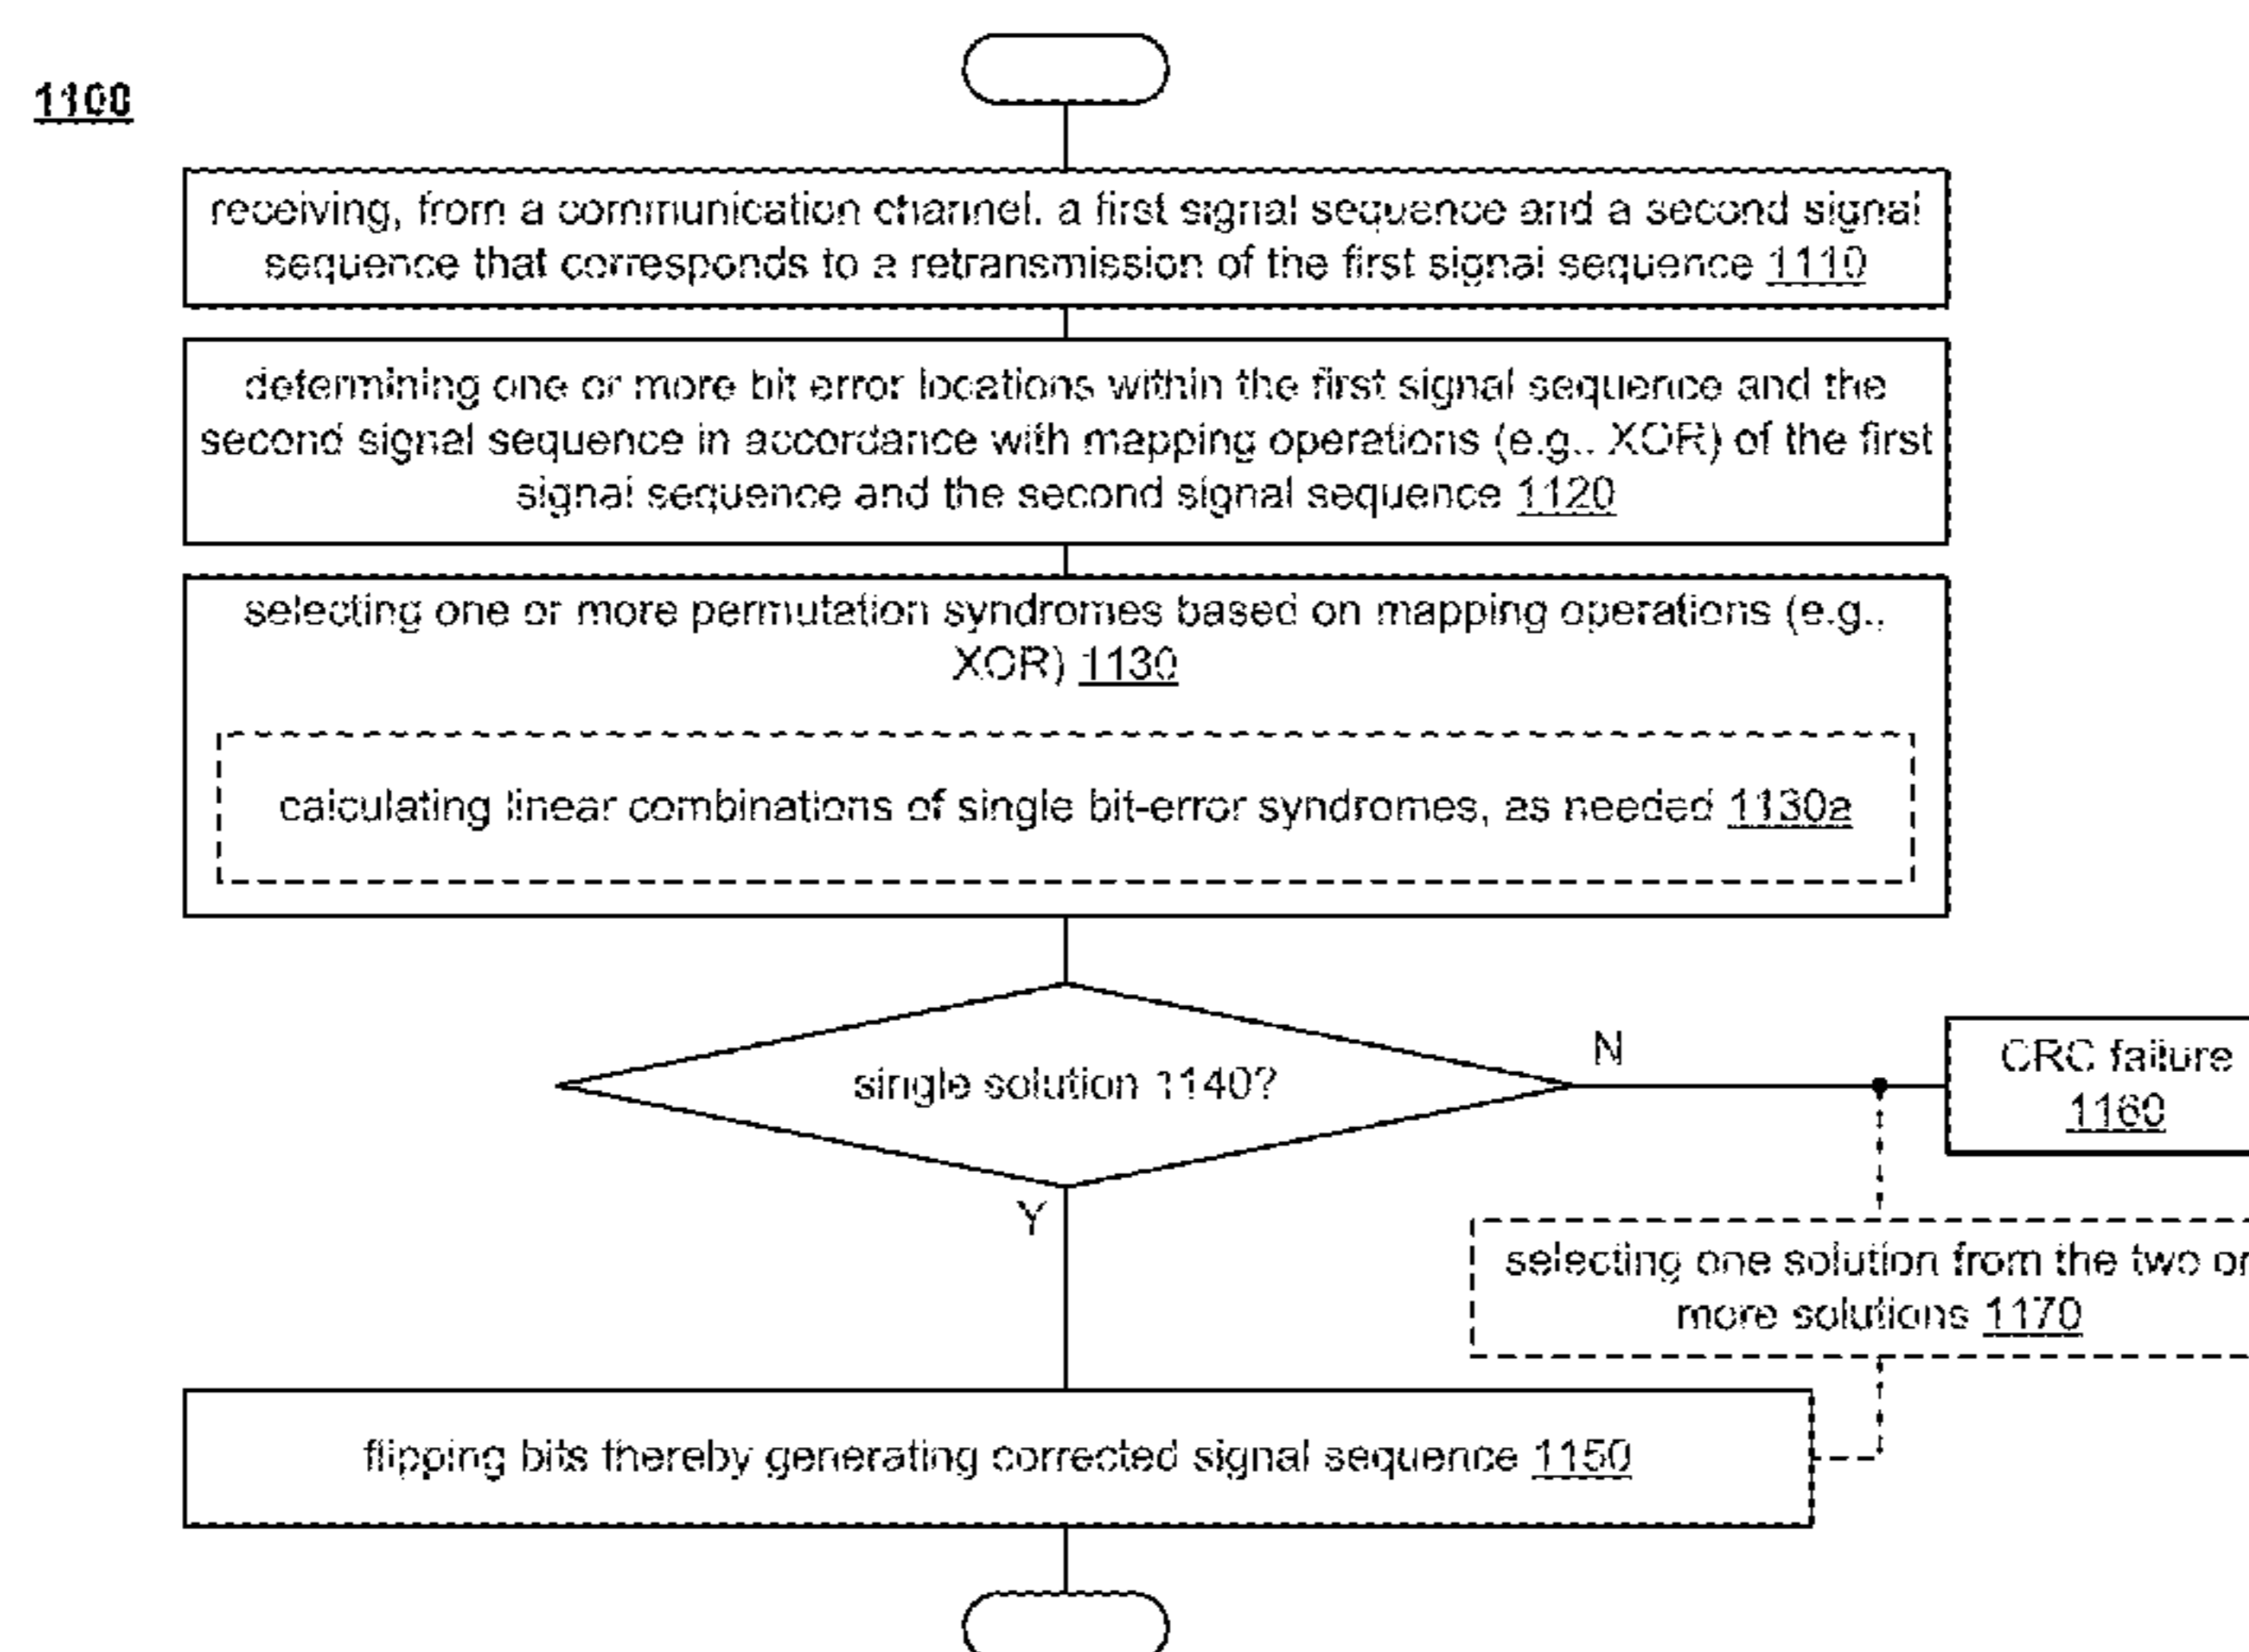 1100
receiving, from a communication channel, a first signal sequence and a second signal
sequence that corresponds to a retransmission of the first signal sequence 1110
determining one or more bit error locations within the first signal sequence and the
second signal sequence in accordance with mapping operations (e.g., XOR) of the first
signal sequence and the second signal sequence 1120
selecting one or more permutation syndromes based on mapping operations (e.g.,
XOR) 1130
calculating linear combinations of single bit-error syndromes, as needed 1130a
single solution 1140?
N
CRC failure
1160
Y
selecting one solution from the two or
more solutions 1170
flipping bits thereby generating corrected signal sequence 1150